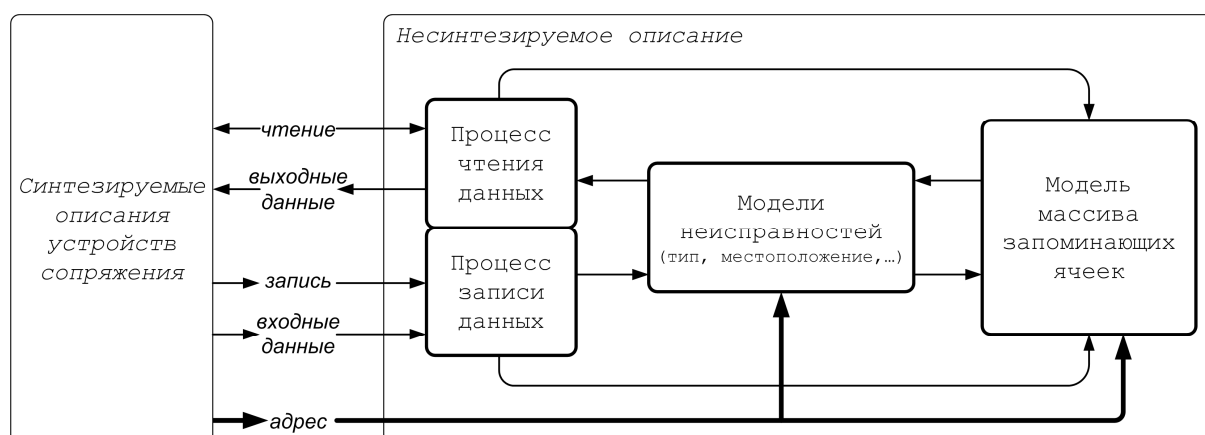 Несинтезируемое описание
Синтезируемые
описания
устройств
сопряжения
чтение
выходные
данные
запись
входные
данные
адрес
Процесс
чтения
данных
Процесс
записи
данных
Модели
неисправностей
(тип, местоположение,…)
Модель
массива
запоминающих
ячеек